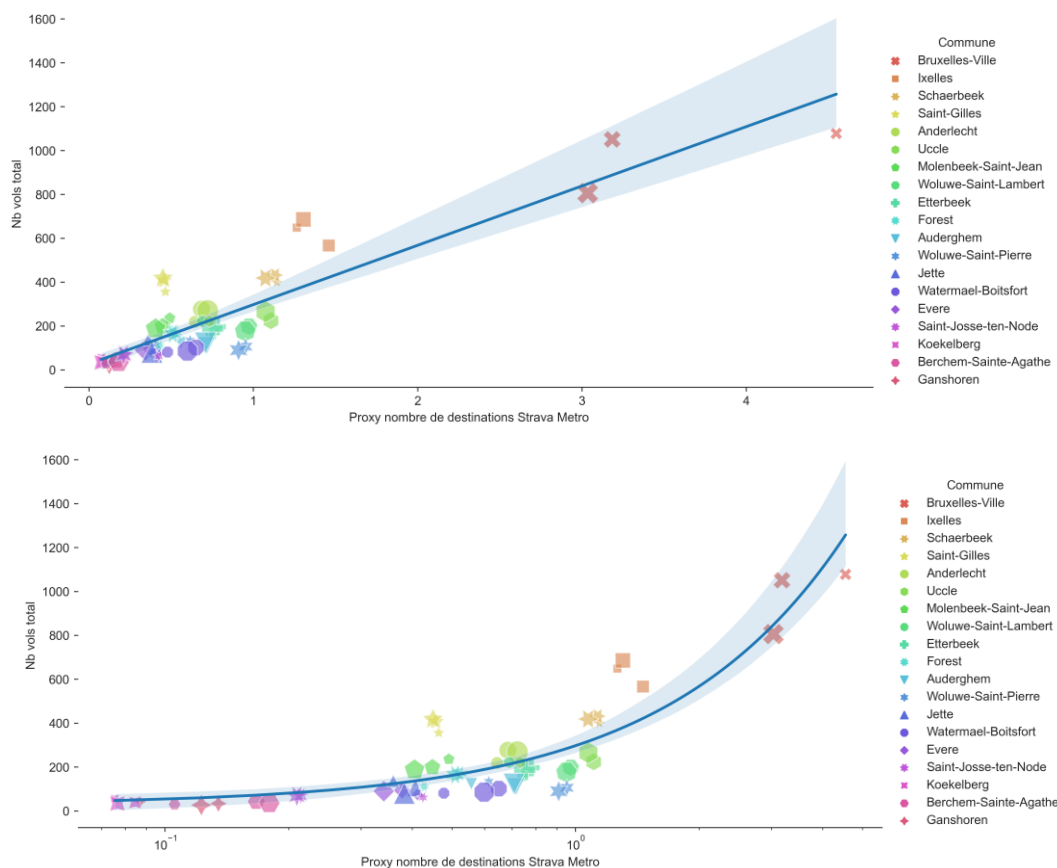 1600
1400
1200
1000
800
600
400
200
0
Nb vols total
0 1 2 3 4
Proxy nombre de destinations Strava Metro
Commune
Bruxelles-Ville
Ixelles
Schaerbeek
Saint-Gilles
Anderlecht
Uccle
Molenbeek-Saint-Jean
Woluwe-Saint-Lambert
Etterbeek
Forest
Auderghem
Woluwe-Saint-Pierre
Jette
Watermael-Boitsfort
Evere
Saint-Josse-ten-Node
Koekelberg
Berchem-Sainte-Agathe
Ganshoren
1600
1400
1200
1000
800
600
400
200
0
Nb vols total
10⁻¹ 10⁰
Proxy nombre de destinations Strava Metro
Commune
Bruxelles-Ville
Ixelles
Schaerbeek
Saint-Gilles
Anderlecht
Uccle
Molenbeek-Saint-Jean
Woluwe-Saint-Lambert
Etterbeek
Forest
Auderghem
Woluwe-Saint-Pierre
Jette
Watermael-Boitsfort
Evere
Saint-Josse-ten-Node
Koekelberg
Berchem-Sainte-Agathe
Ganshoren